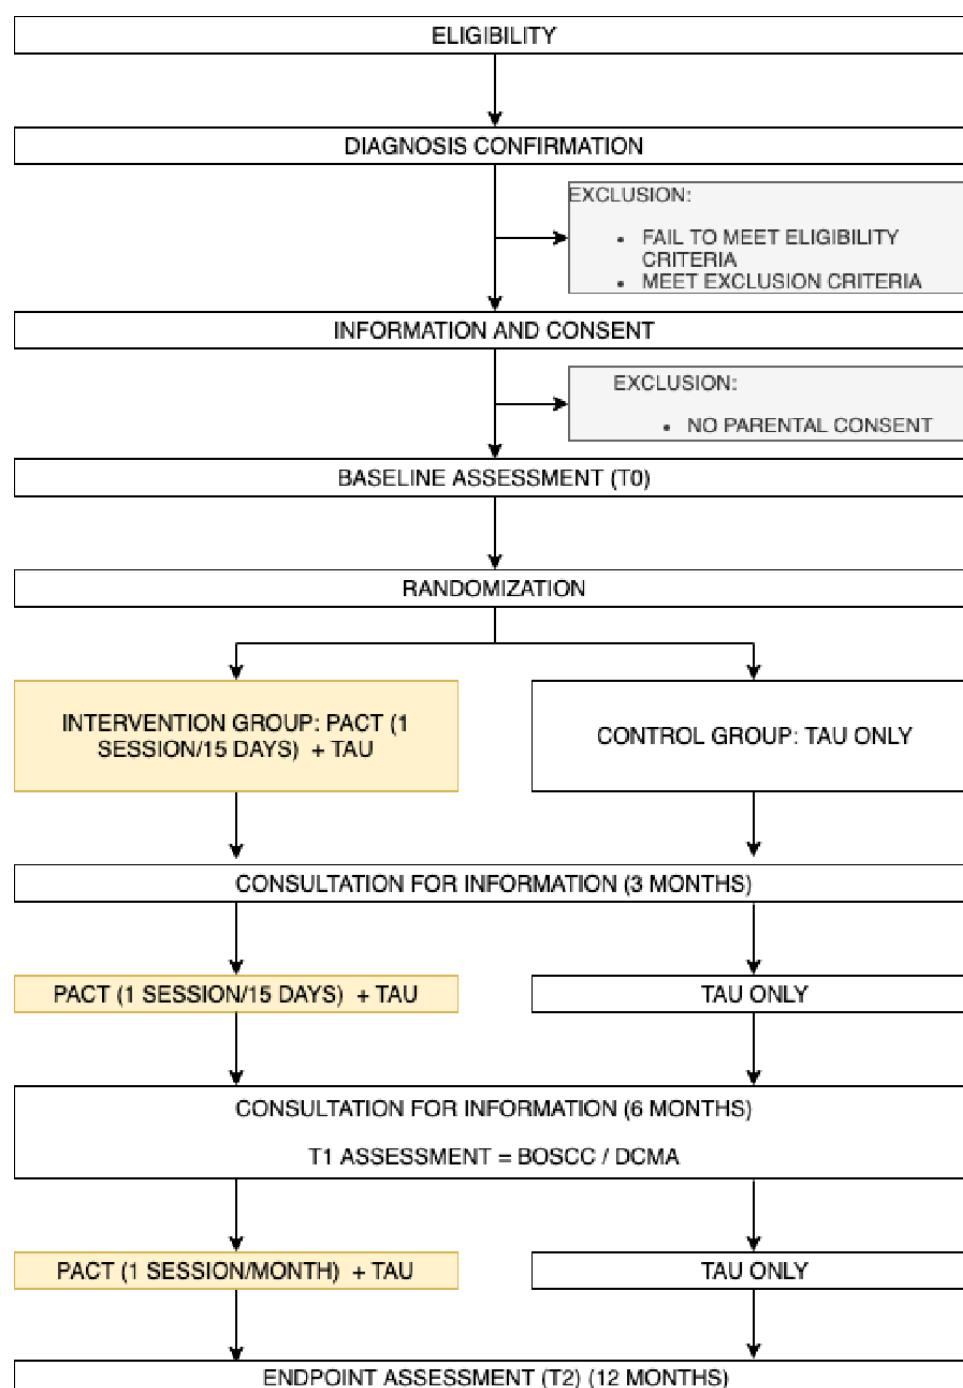 ELIGIBILITY
DIAGNOSIS CONFIRMATION
EXCLUSION:
• FAIL TO MEET ELIGIBILITY
CRITERIA
• MEET EXCLUSION CRITERIA
INFORMATION AND CONSENT
EXCLUSION:
• NO PARENTAL CONSENT
BASELINE ASSESSMENT (T0)
RANDOMIZATION
INTERVENTION GROUP: PACT (1
SESSION/15 DAYS) + TAU
CONTROL GROUP: TAU ONLY
CONSULTATION FOR INFORMATION (3 MONTHS)
PACT (1 SESSION/15 DAYS) + TAU
TAU ONLY
CONSULTATION FOR INFORMATION (6 MONTHS)
T1 ASSESSMENT = BOSCC / DCMA
PACT (1 SESSION/MONTH) + TAU
TAU ONLY
ENDPOINT ASSESSMENT (T2) (12 MONTHS)